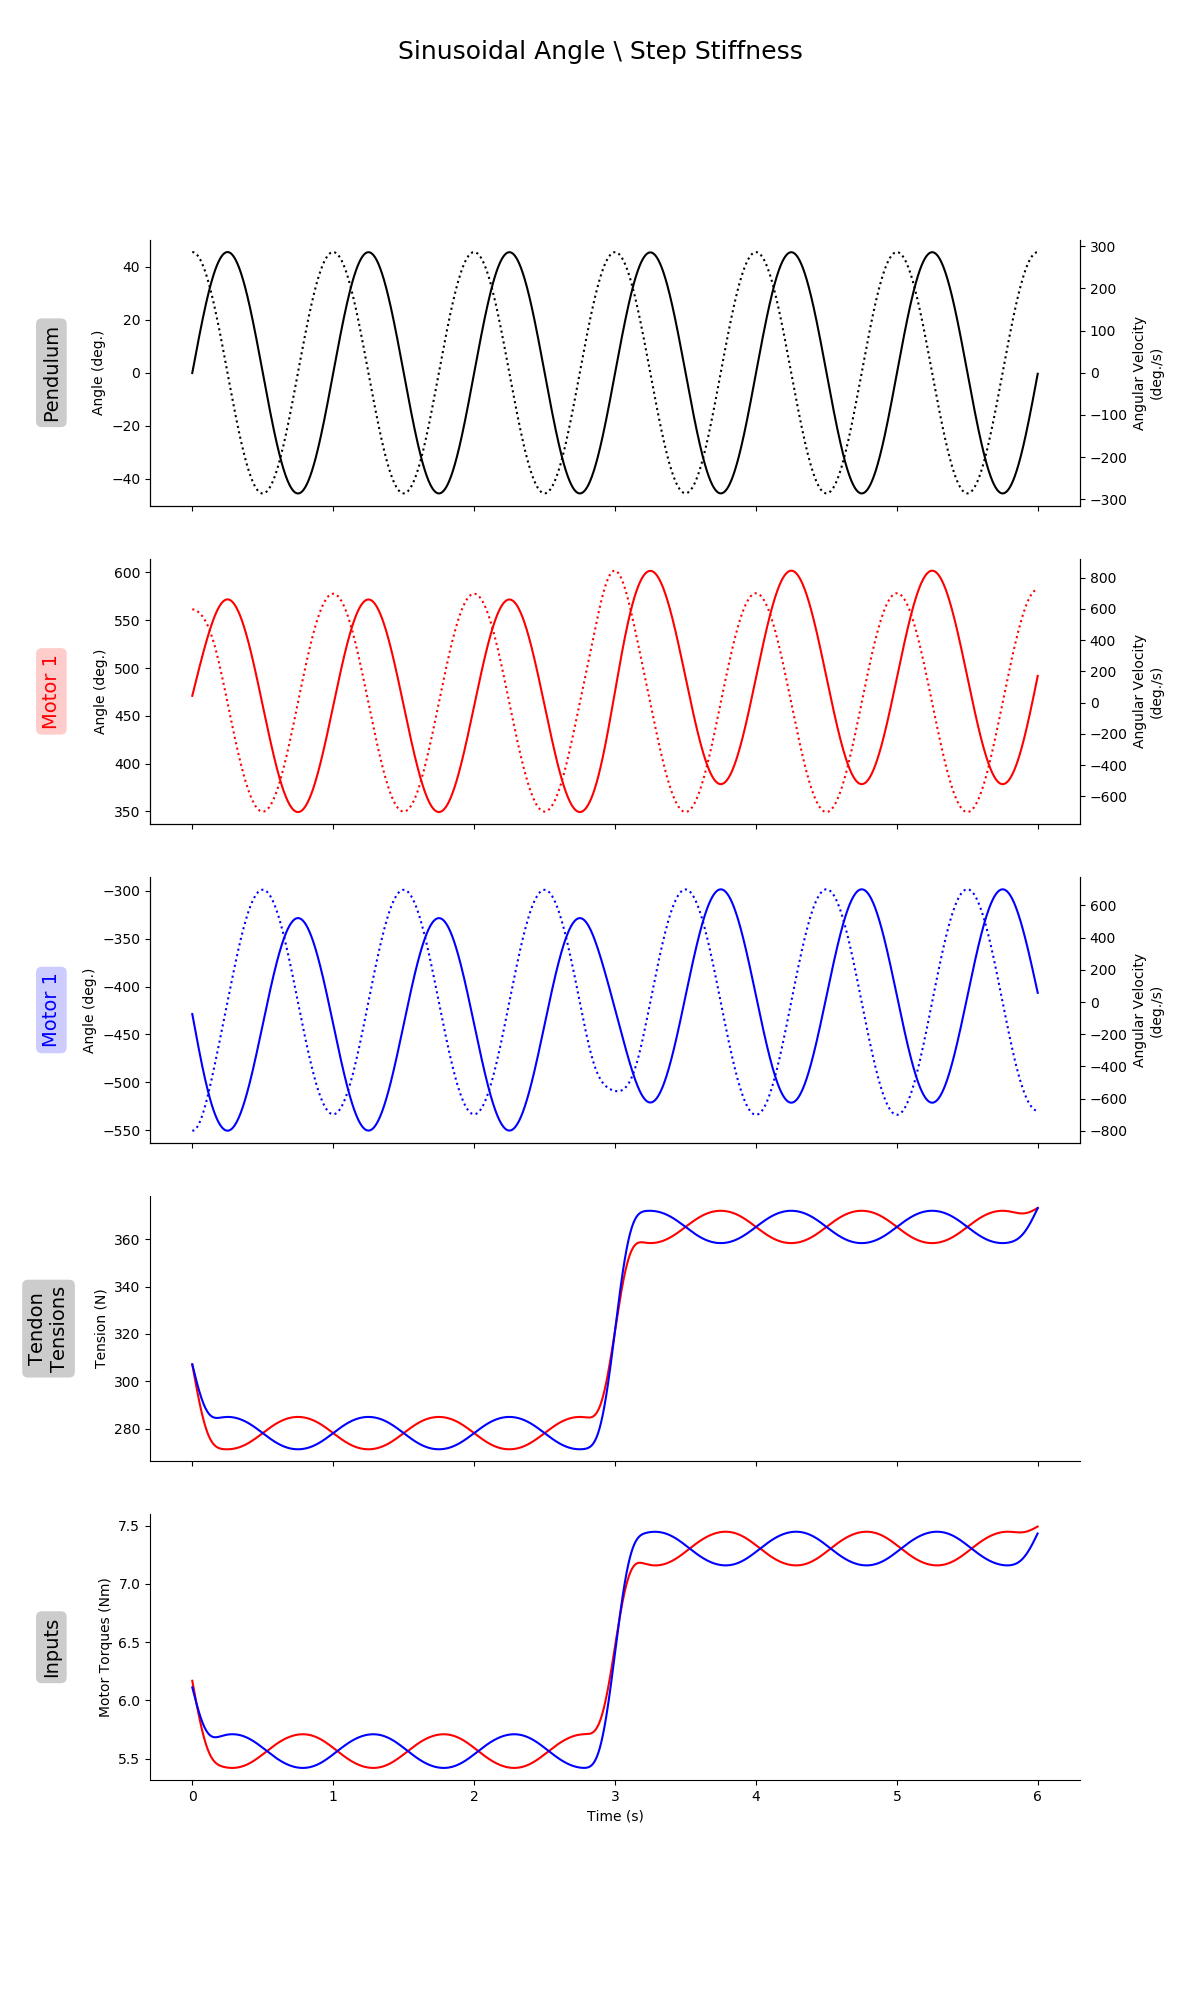 Sinusoidal Angle \ Step Stiffness
Pendulum
Angle (deg.)
40
20
0
−20
−40
300
200
100
0
−100
−200
−300
Angular Velocity
(deg./s)
Motor 1
Angle (deg.)
600
550
500
450
400
350
800
600
400
200
0
−200
−400
−600
Angular Velocity
(deg./s)
Motor 1
Angle (deg.)
−300
−350
−400
−450
−500
−550
600
400
200
0
−200
−400
−600
−800
Angular Velocity
(deg./s)
Tendon
Tensions
Tension (N)
360
340
320
300
280
Inputs
Motor Torques (Nm)
7.5
7.0
6.5
6.0
5.5
0 1 2 3 4 5 6
Time (s)